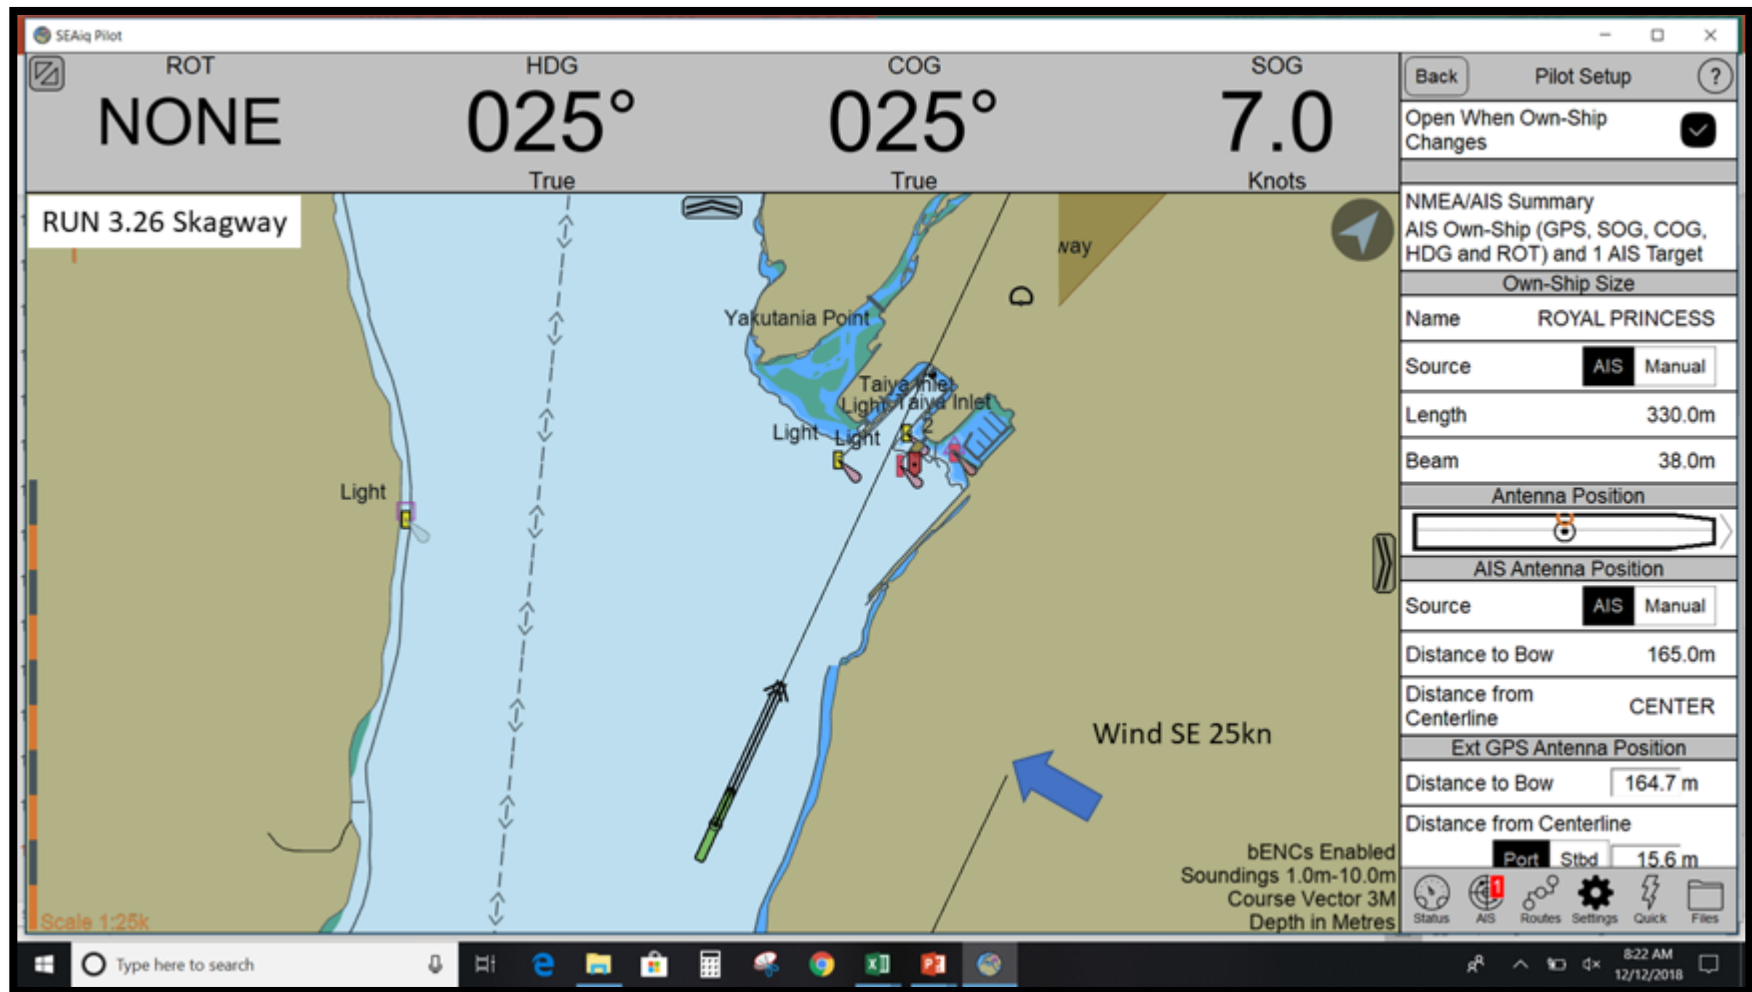 SEAiq Pilot
ROT
HDG
COG
SOG
NONE
025°
025°
7.0
True
True
Knots
RUN 3.26 Skagway
way
D
Yakutania Point
Taiya Inlet
Light Taiya Inlet
2
Light
Light
Light
Wind SE 25kn
bENCs Enabled
Soundings 1.0m-10.0m
Course Vector 3M
Depth in Metres
Scale 1:25k
Back
Pilot Setup
?
Open When Own-Ship
Changes
NMEA/AIS Summary
AIS Own-Ship (GPS, SOG, COG,
HDG and ROT) and 1 AIS Target
Own-Ship Size
Name ROYAL PRINCESS
Source AIS Manual
Length 330.0m
Beam 38.0m
Antenna Position
AIS Antenna Position
Source AIS Manual
Distance to Bow 165.0m
Distance from
Centerline
CENTER
Ext GPS Antenna Position
Distance to Bow 164.7 m
Distance from Centerline
Port Stbd 15.6 m
1
Status AIS Routes Settings Quick Files
Type here to search
8:22 AM
12/12/2018